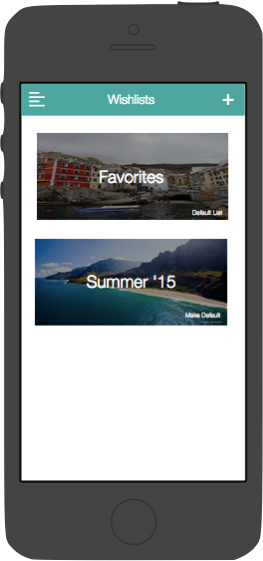 Wishlists
Favorites
Default List
Summer '15
Make Default